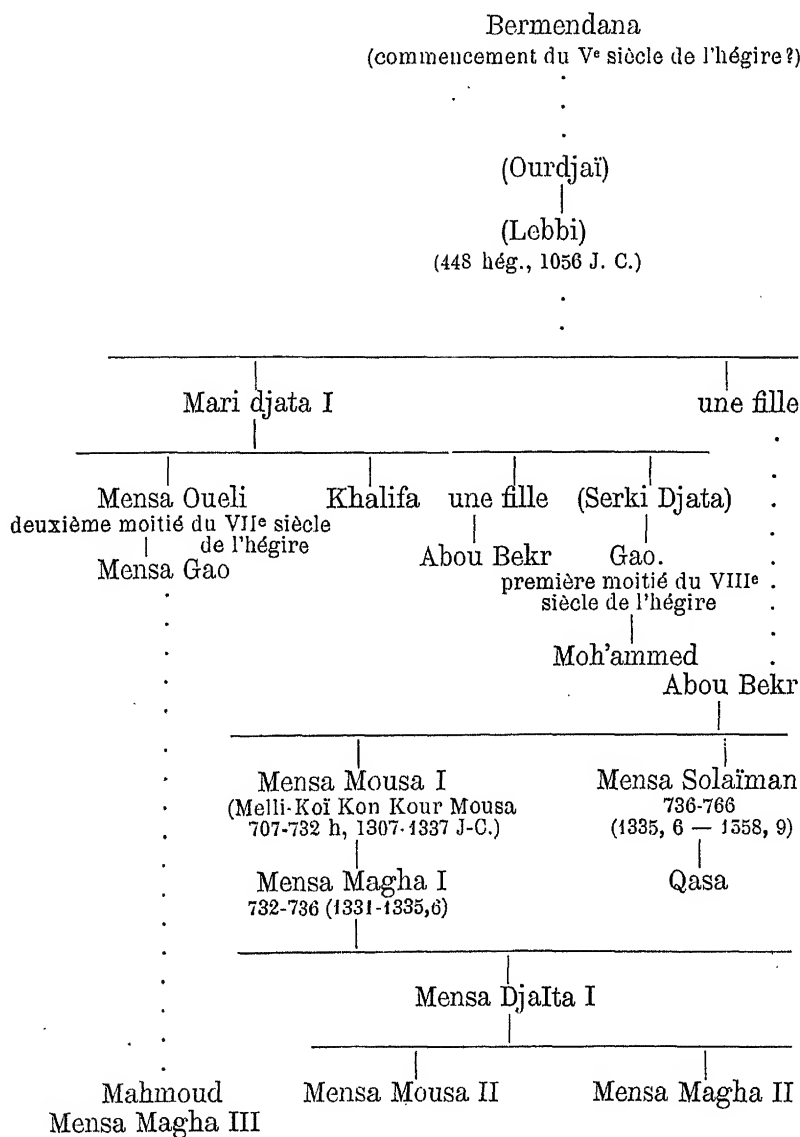 Bermendana
(commencement du Vᵉ siècle de l'hégire?)
(Ourdjaï)
(Lebbi)
(448 hég., 1056 J. C.)
Mari djata I
une fille
Mensa Oueli
Khalifa
une fille
(Serki Djata)
deuxième moitié du VIIᵉ siècle
de l'hégire
Mensa Gao
Abou Bekr
Gao.
première moitié du VIIIᵉ
siècle de l'hégire
Moh'ammed
Abou Bekr
Mensa Mousa I
(Melli-Koï Kon Kour Mousa
707-732 h, 1307-1337 J-C.)
Mensa Solaïman
736-766
(1335, 6 — 1558, 9)
Mensa Magha I
732-736 (1331-1335,6)
Qasa
Mensa DjaIta I
Mahmoud
Mensa Magha III
Mensa Mousa II
Mensa Magha II